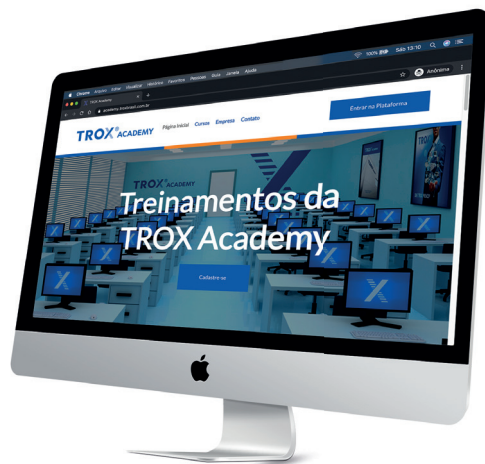 Chrome Arquivo Editar Visualizar Histórico Favoritos Pessoas Guia Janela Ajuda
100% Sáb 13:10
TROX Academy
academy.troxbrasil.com.br
Anônima
TROX® ACADEMY
Página Inicial Cursos Empresa Contato
Entrar na Plataforma
TROX® ACADEMY
Treinamentos da
TROX Academy
Cadastre-se